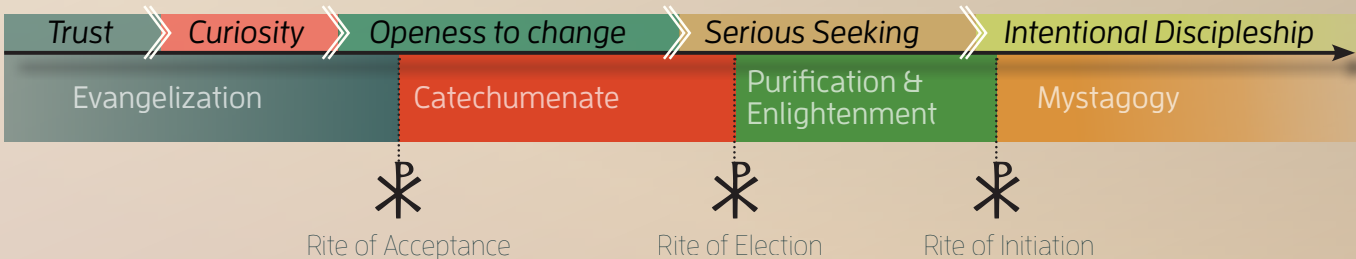 Trust Curiosity Openess to change Serious Seeking Intentional Discipleship
Evangelization Catechumenate Purification &
Enlightenment Mystagogy
Rite of Acceptance Rite of Election Rite of Initiation